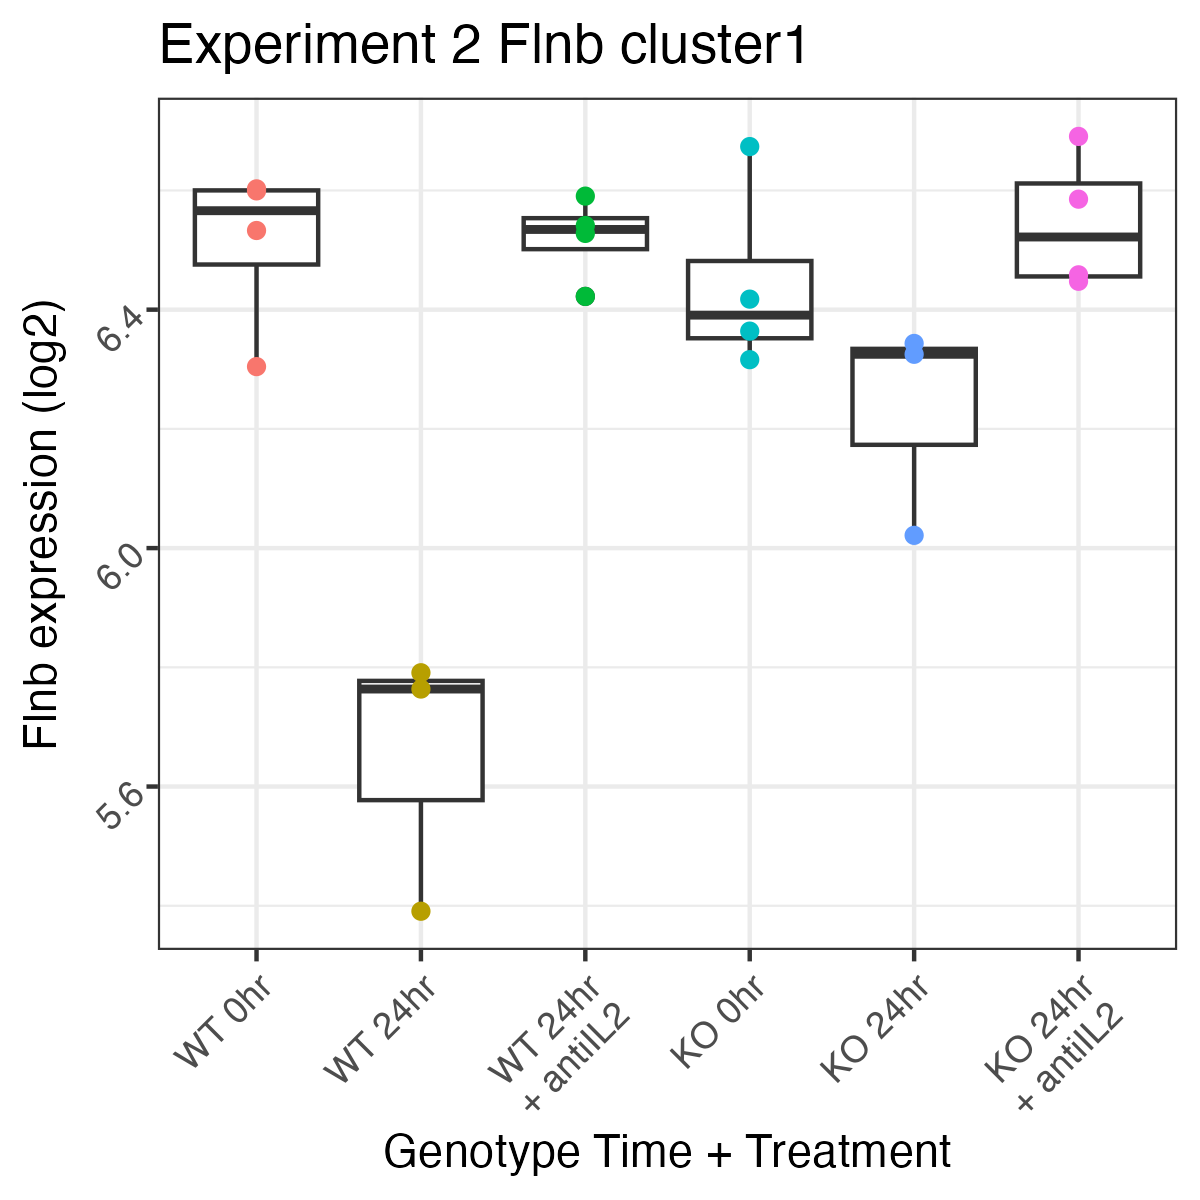 Experiment 2 Flnb cluster1
Flnb expression (log2)
6.4
6.0
5.6
WT 0hr
WT 24hr
WT 24hr
+ antiIL2
KO 0hr
KO 24hr
KO 24hr
+ antiIL2
Genotype Time + Treatment